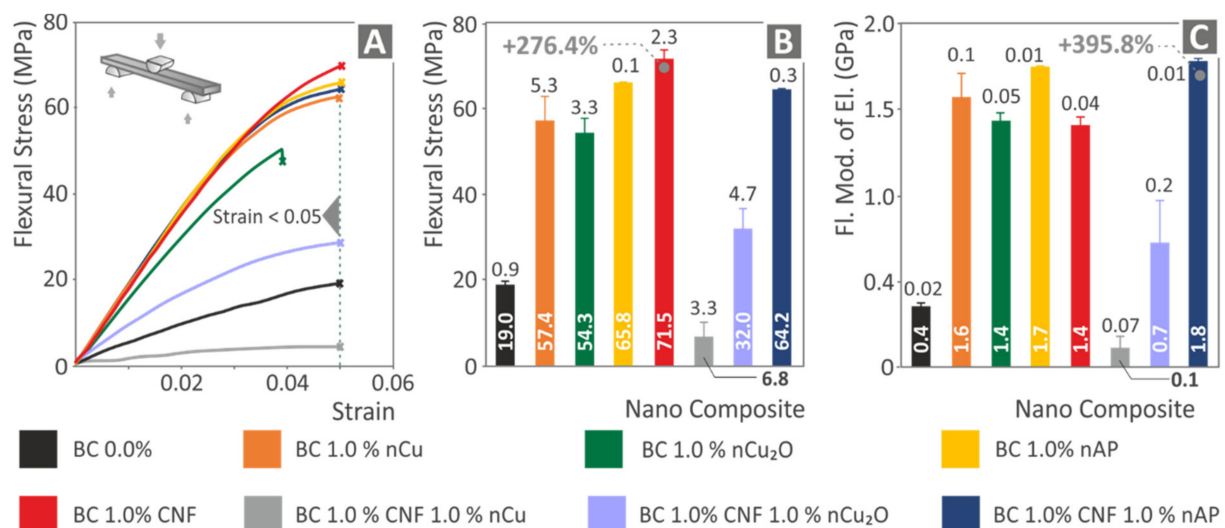 A
Flexural Stress (MPa)
80
60
40
20
0
0.02
0.04
0.06
Strain < 0.05
Strain
B
Flexural Stress (MPa)
80
60
40
20
0
+276.4%
0.9
5.3
3.3
0.1
2.3
3.3
4.7
0.3
19.0
57.4
54.3
65.8
71.5
6.8
32.0
64.2
Nano Composite
C
Fl. Mod. of El. (GPa)
2.0
1.5
1.0
0.4
0
+395.8%
0.02
0.1
0.05
0.01
0.04
0.07
0.2
0.01
0.4
1.6
1.4
1.7
1.4
0.1
0.7
1.8
Nano Composite
BC 0.0%
BC 1.0 % nCu
BC 1.0 % nCu₂O
BC 1.0% nAP
BC 1.0% CNF
BC 1.0 % CNF 1.0 % nCu
BC 1.0% CNF 1.0 % nCu₂O
BC 1.0% CNF 1.0 % nAP